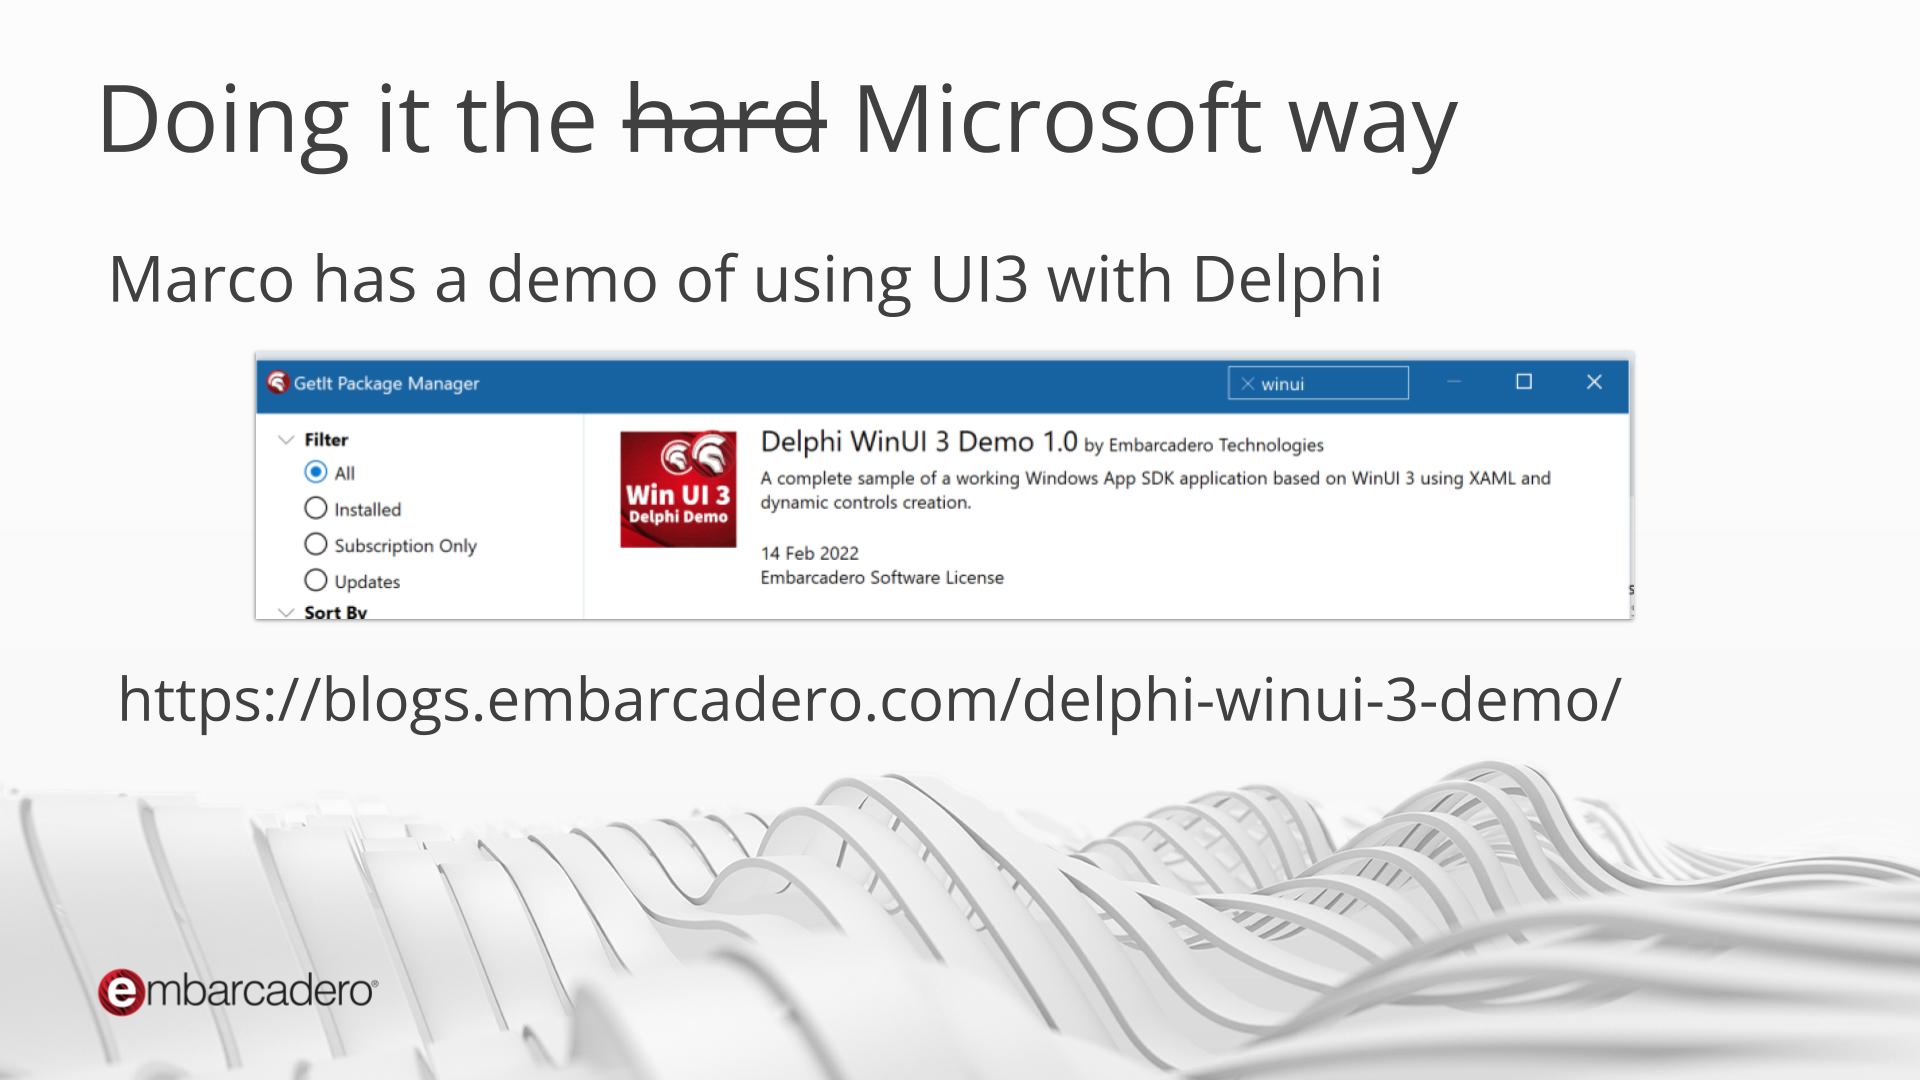 Doing it the hard Microsoft way
Marco has a demo of using UI3 with Delphi
GetIt Package Manager
winui
Filter
All
Installed
Subscription Only
Updates
Sort By
Win UI 3
Delphi Demo
Delphi WinUI 3 Demo 1.0 by Embarcadero Technologies
A complete sample of a working Windows App SDK application based on WinUI 3 using XAML and
dynamic controls creation.
14 Feb 2022
Embarcadero Software License
https://blogs.embarcadero.com/delphi-winui-3-demo/
embarcadero®